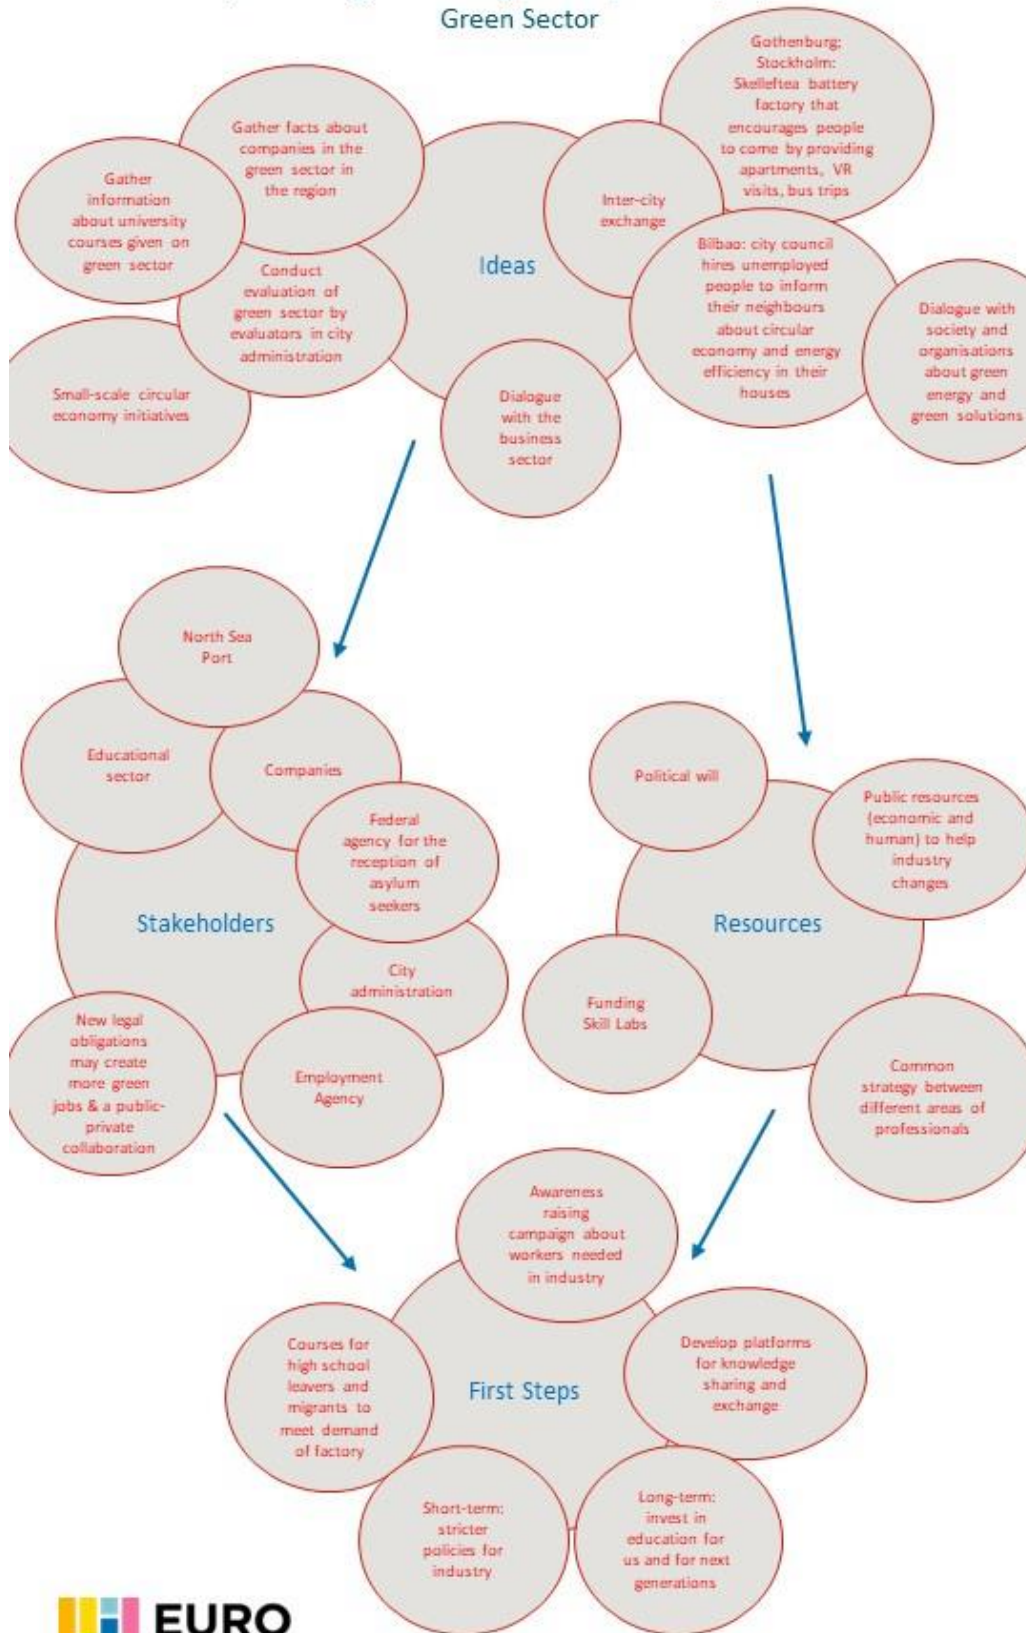 Green Sector
Gothenburg;
Stockholm:
Skelleftea battery
factory that
encourages people
to come by providing
apartments, VR
visits, bus trips
Gather facts about
companies in the
green sector in
the region
Gather
information
about university
courses given on
green sector
Inter-city
exchange
Ideas
Bilbao: city council
hires unemployed
people to inform
their neighbours
about circular
economy and energy
efficiency in their
houses
Conduct
evaluation of
green sector by
evaluators in city
administration
Dialogue with
society and
organisations
about green
energy and
green solutions
Small-scale circular
economy initiatives
Dialogue
with the
business
sector
North Sea
Port
Educational
sector
Companies
Federal
agency for the
reception of
asylum
seekers
Stakeholders
City
administration
New legal
obligations
may create
more green
jobs & a public-
private
collaboration
Employment
Agency
Political will
Public resources
(economic and
human) to help
industry
changes
Resources
Funding
Skill Labs
Common
strategy between
different areas of
professionals
Awareness
raising
campaign about
workers needed
in industry
Courses for
high school
leavers and
migrants to
meet demand
of factory
First Steps
Develop platforms
for knowledge
sharing and
exchange
Short-term:
stricter
policies for
industry
Long-term:
invest in
education for
us and for next
generations
EURO